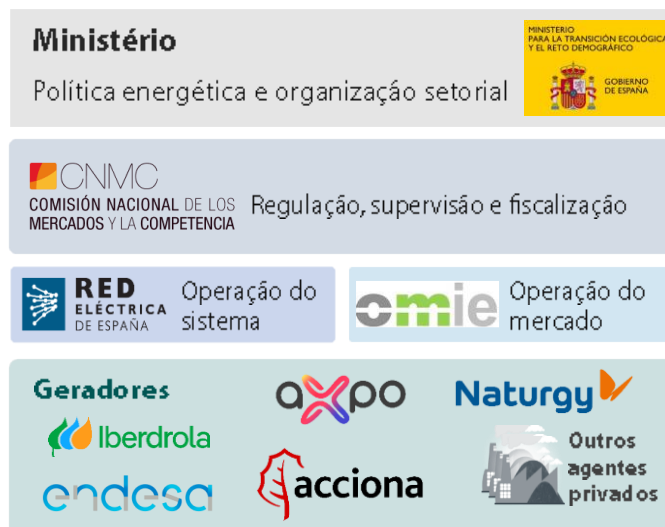 Ministério
Política energética e organização setorial
MINISTERIO
PARA LA TRANSICIÓN ECOLÓGICA
Y EL RETO DEMOGRÁFICO
GOBIERNO
DE ESPAÑA
CNMC
COMISIÓN NACIONAL DE LOS
MERCADOS Y LA COMPETENCIA
Regulação, supervisão e fiscalização
RED
ELÉCTRICA
DE ESPAÑA
Operação do
sistema
omie
Operação do
mercado
Geradores
axpo
Naturgy
Iberdrola
endesa
acciona
Outros
agentes
privados